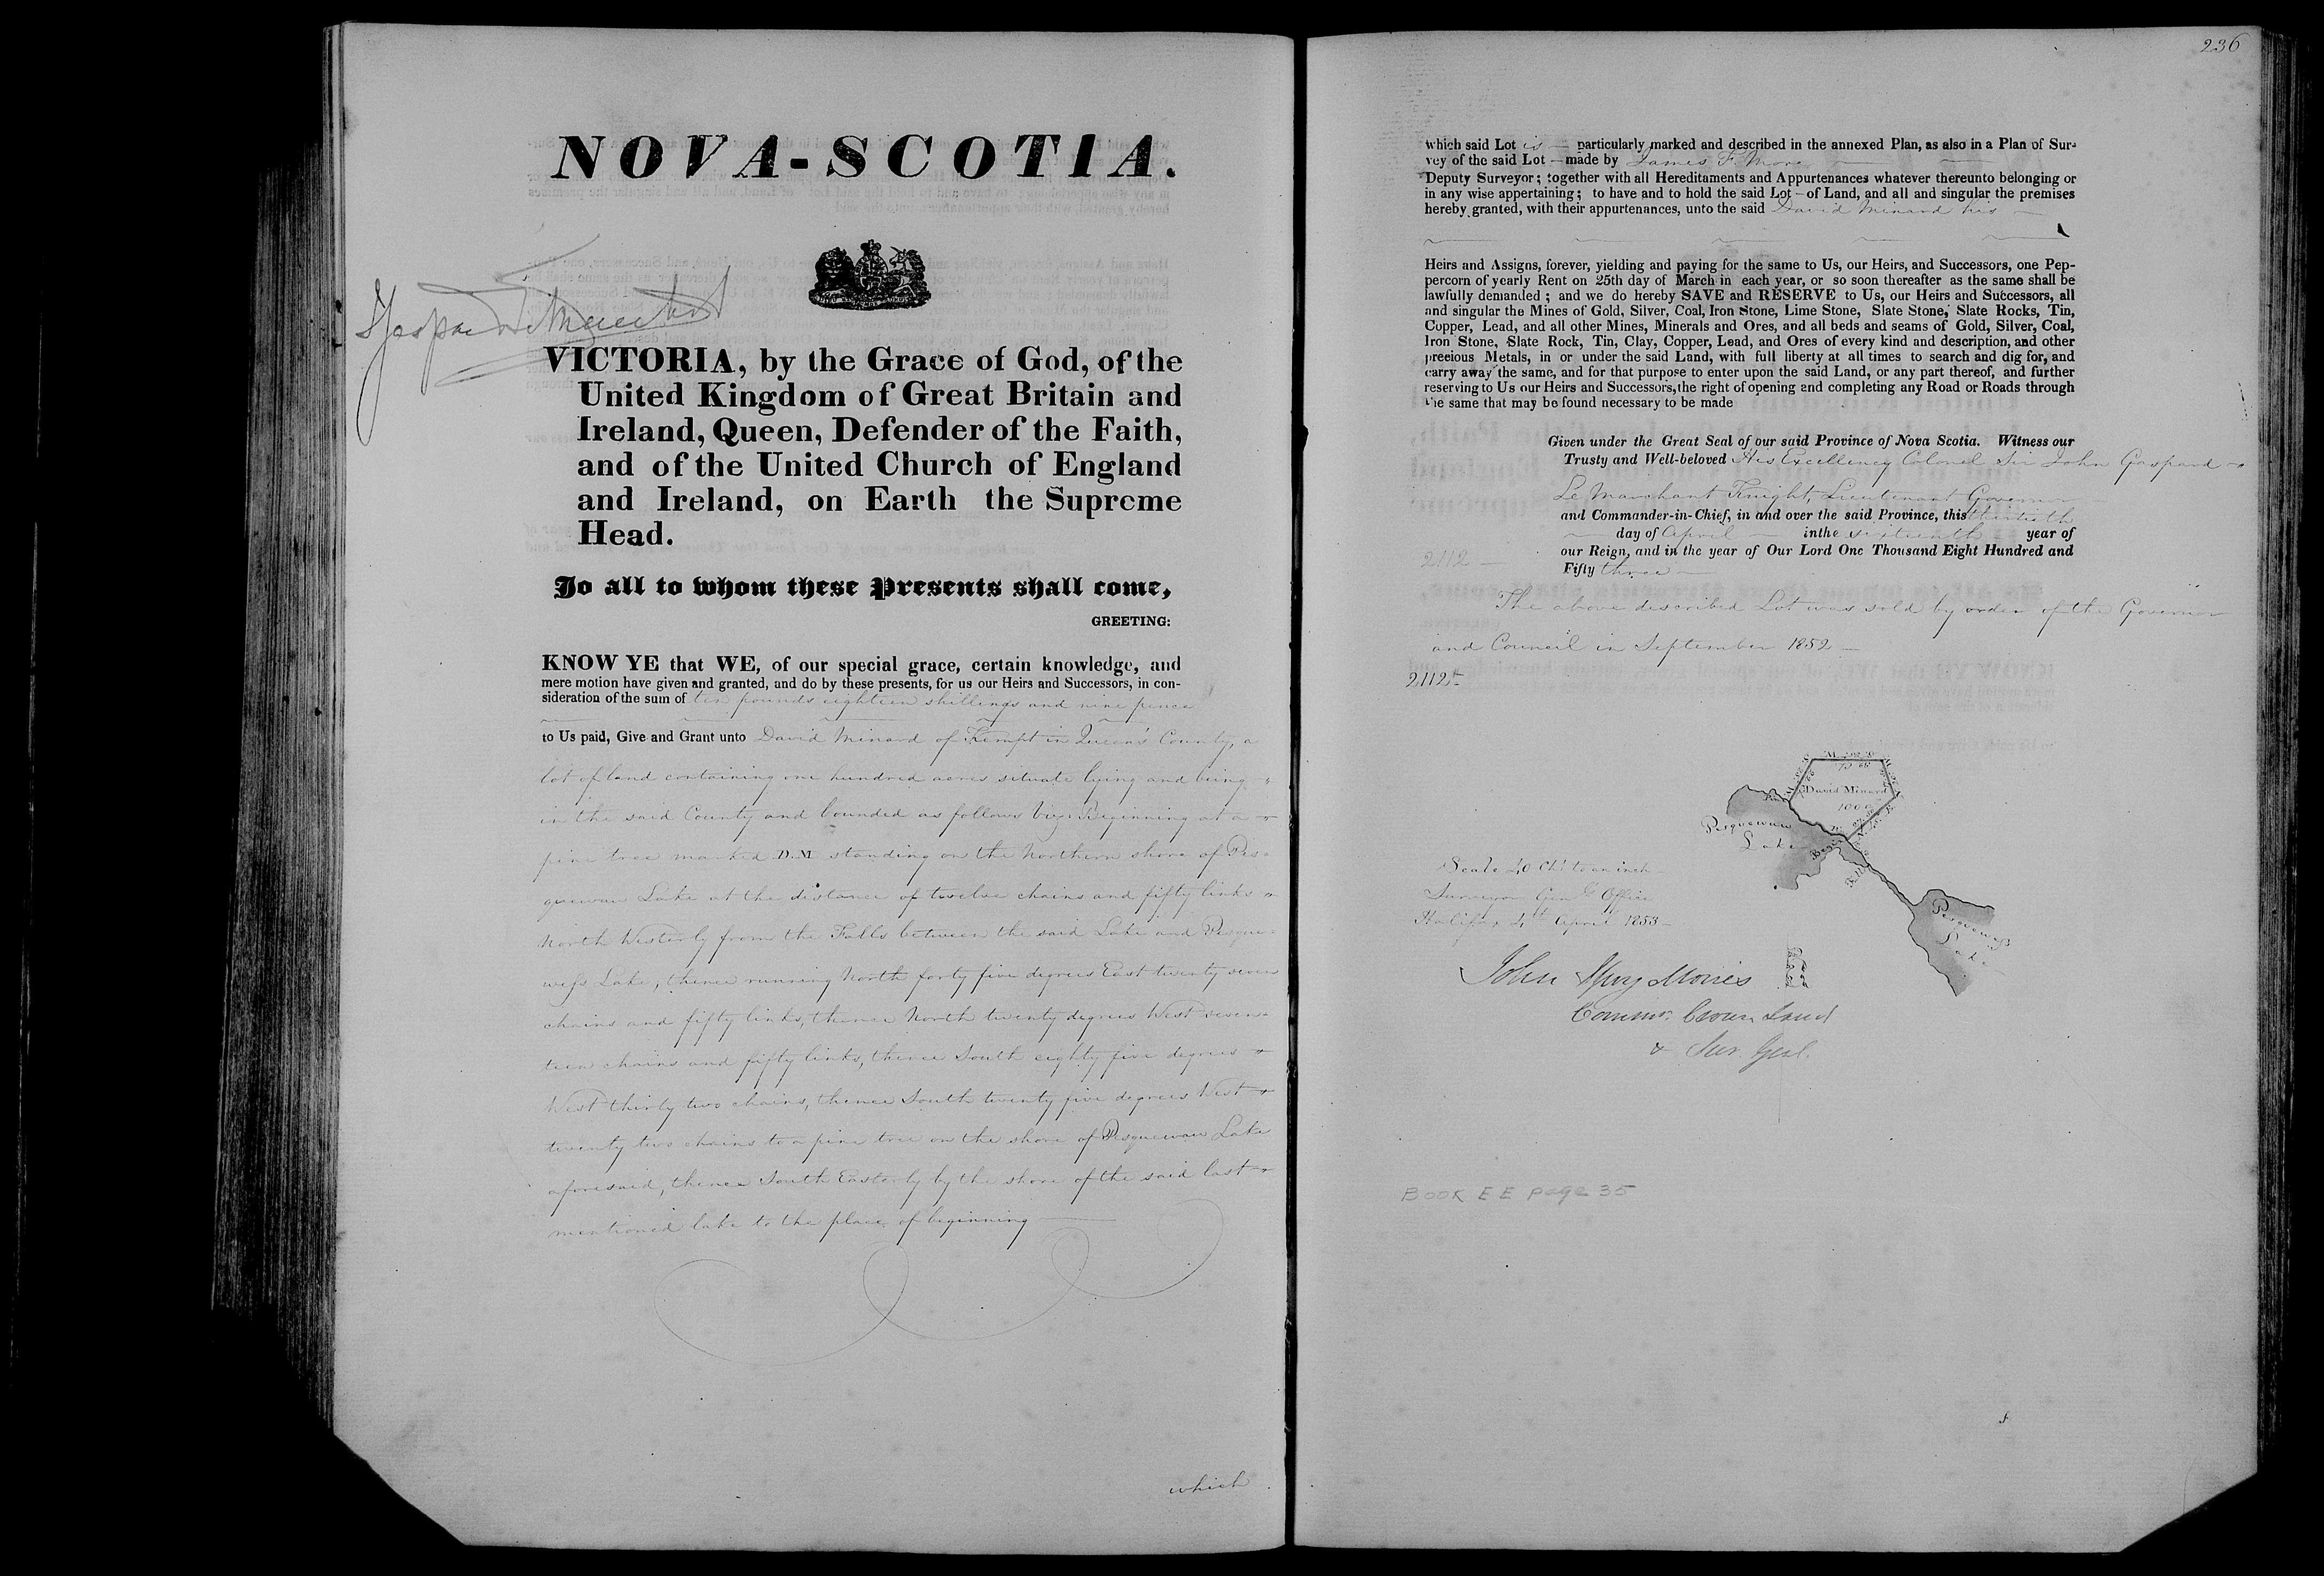 NOVA-SCOTIA.
J Gaspard Le Marchant
VICTORIA, by the Grace of God, of the
United Kingdom of Great Britain and
Ireland, Queen, Defender of the Faith,
and of the United Church of England
and Ireland, on Earth the Supreme
Head.
To all to whom these Presents shall come,
GREETING:
KNOW YE that WE, of our special grace, certain knowledge, and
mere motion have given and granted, and do by these presents, for us our Heirs and Successors, in con-
sideration of the sum of ten pounds eighteen shillings and nine pence
to Us paid, Give and Grant unto David Minard of Kempt in Queen's County, a
lot of land containing one hundred acres situate lying and being
in the said County and bounded as follows viz: Beginning at a
pine tree marked D.M standing on the Northern shore of Pes-
quewaw Lake at the distance of twelve chains and fifty links
North Westerly from the Falls between the said Lake and Pesque-
wess Lake, thence running North forty five degrees East twenty seven
chains and fifty links, thence North twenty degrees West seven-
teen chains and fifty links, thence South eighty five degrees
West thirty two chains, thence South twenty five degrees West
twenty two chains to a pine tree on the shore of Pesquewaw Lake
aforesaid, thence South Easterly by the shore of the said last
mentioned lake to the place of beginning
which
236
which said Lot is particularly marked and described in the annexed Plan, as also in a Plan of Sur-
vey of the said Lot made by James F. More
Deputy Surveyor; together with all Hereditaments and Appurtenances whatever thereunto belonging or
in any wise appertaining; to have and to hold the said Lot of Land, and all and singular the premises
hereby granted, with their appurtenances, unto the said David Minard his
Heirs and Assigns, forever, yielding and paying for the same to Us, our Heirs, and Successors, one Pep-
percorn of yearly Rent on 25th day of March in each year, or so soon thereafter as the same shall be
lawfully demanded; and we do hereby SAVE and RESERVE to Us, our Heirs and Successors, all
and singular the Mines of Gold, Silver, Coal, Iron Stone, Lime Stone, Slate Stone, Slate Rocks, Tin,
Copper, Lead, and all other Mines, Minerals and Ores, and all beds and seams of Gold, Silver, Coal,
Iron Stone, Slate Rock, Tin, Clay, Copper, Lead, and Ores of every kind and description, and other
precious Metals, in or under the said Land, with full liberty at all times to search and dig for, and
carry away the same, and for that purpose to enter upon the said Land, or any part thereof, and further
reserving to Us our Heirs and Successors, the right of opening and completing any Road or Roads through
the same that may be found necessary to be made
Given under the Great Seal of our said Province of Nova Scotia. Witness our
Trusty and Well-beloved His Excellency Colonel Sir John Gaspard
Le Marchant Knight, Lieutenant Governor
and Commander-in-Chief, in and over the said Province, this thirtieth
day of April in the sixteenth year of
2112
our Reign, and in the year of Our Lord One Thousand Eight Hundred and
Fifty three
The above described Lot was sold by order of the Governor
and Council in September 1852
2112
David Minard
100
Pesquewaw
Lake
Begin
Falls
Pesquewess
Lake
Scale 40 Chs to an inch
Surveyor Genl Office
Halifax 4th April 1853
John Spry Morris
Commr. Crown Land
& Sur. Genl.
BOOK EE page 35